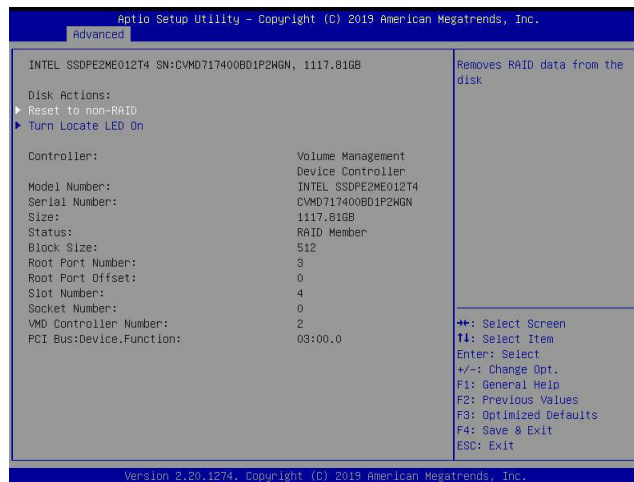 Aptio Setup Utility – Copyright (C) 2019 American Megatrends, Inc.
Advanced
INTEL SSDPE2ME012T4 SN:CVMD717400BD1P2WGN, 1117.81GB
Disk Actions:
Reset to non-RAID
Turn Locate LED On
Controller: Volume Management
Device Controller
Model Number: INTEL SSDPE2ME012T4
Serial Number: CVMD717400BD1P2WGN
Size: 1117.81GB
Status: RAID Member
Block Size: 512
Root Port Number: 3
Root Port Offset: 0
Slot Number: 4
Socket Number: 0
VMD Controller Number: 2
PCI Bus:Device.Function: 03:00.0
Removes RAID data from the
disk
→←: Select Screen
↑↓: Select Item
Enter: Select
+/-: Change Opt.
F1: General Help
F2: Previous Values
F3: Optimized Defaults
F4: Save & Exit
ESC: Exit
Version 2.20.1274. Copyright (C) 2019 American Megatrends, Inc.